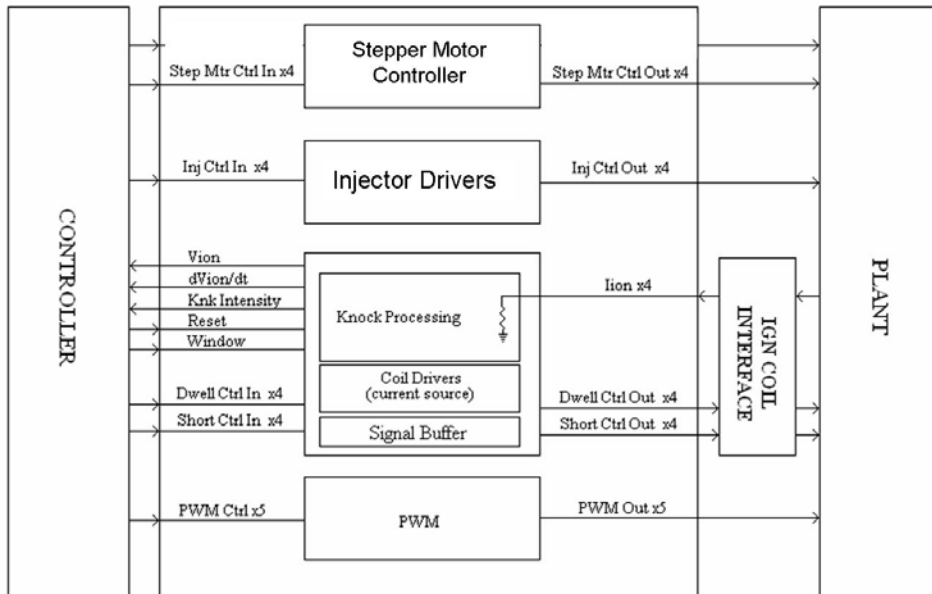 CONTROLLER
Step Mtr Ctrl In x4
Stepper Motor
Controller
Step Mtr Ctrl Out x4
Inj Ctrl In x4
Injector Drivers
Inj Ctrl Out x4
Vion
dVion/dt
Knk Intensity
Reset
Window
Knock Processing
Iion x4
Dwell Ctrl In x4
Short Ctrl In x4
Coil Drivers
(current source)
Signal Buffer
Dwell Ctrl Out x4
Short Ctrl Out x4
IGN COIL
INTERFACE
PWM Ctrl x5
PWM
PWM Out x5
PLANT